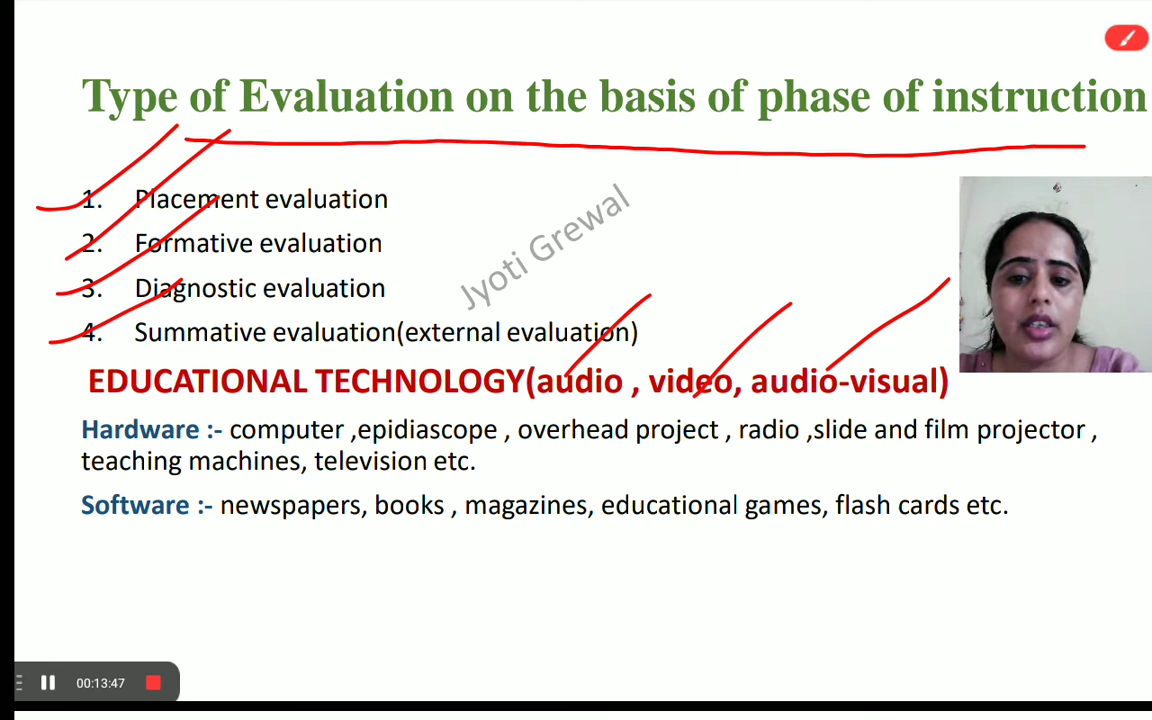 Type of Evaluation on the basis of phase of instruction
1. Placement evaluation
2. Formative evaluation
3. Diagnostic evaluation
4. Summative evaluation(external evaluation)
Jyoti Grewal
EDUCATIONAL TECHNOLOGY(audio , video, audio-visual)
Hardware :- computer ,epidiascope , overhead project , radio ,slide and film projector ,
teaching machines, television etc.
Software :- newspapers, books , magazines, educational games, flash cards etc.
00:13:47